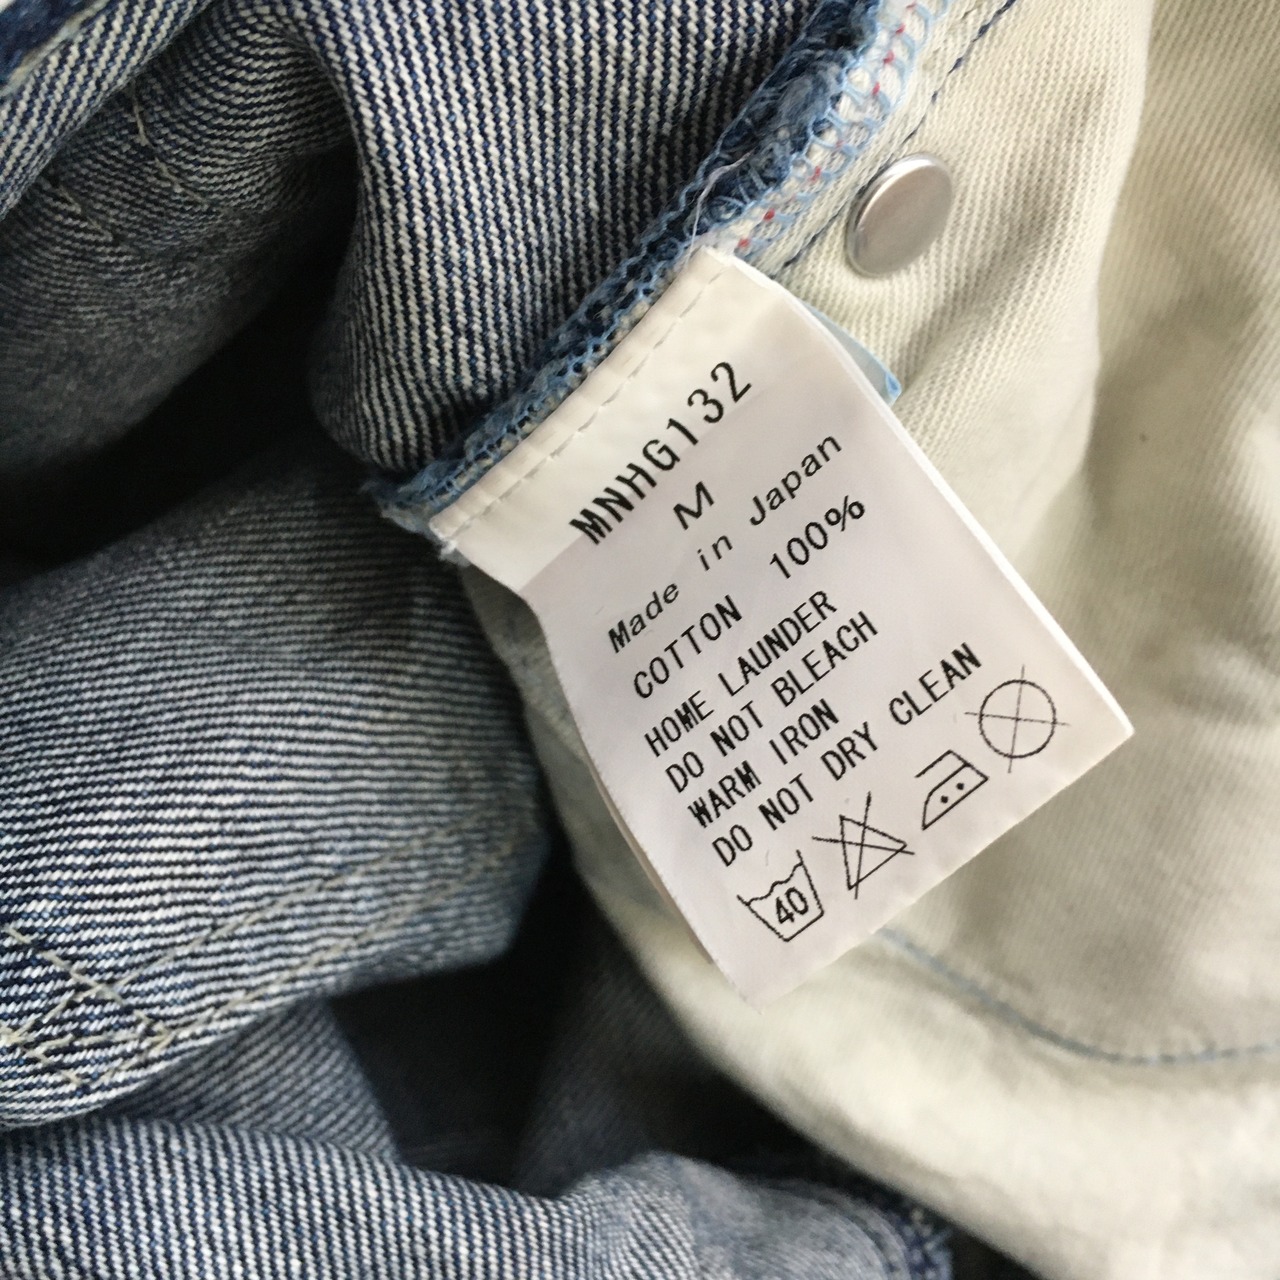 MNHG132
M
Made in Japan
COTTON 100%
HOME LAUNDER
DO NOT BLEACH
WARM IRON
DO NOT DRY CLEAN
40